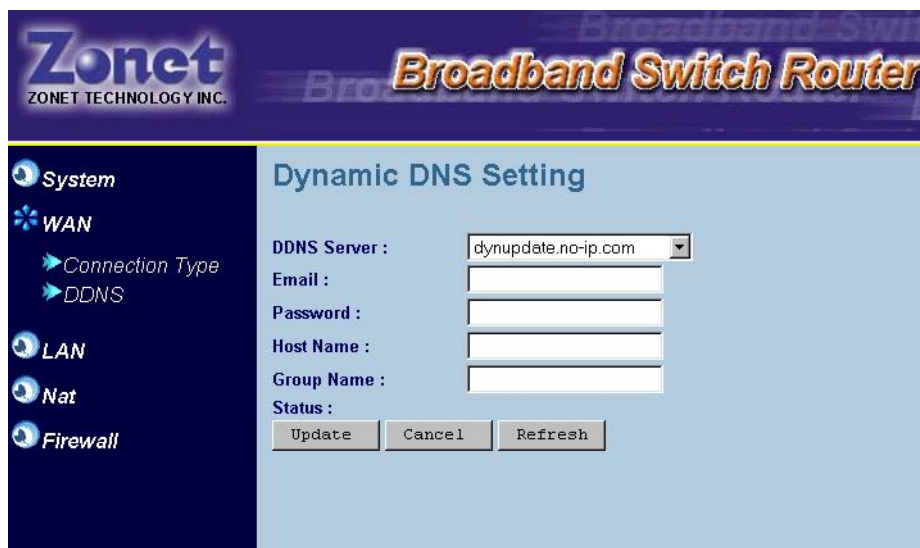 Zonet
ZONET TECHNOLOGY INC.
Broadband Switch Router
System
WAN
Connection Type
DDNS
LAN
Nat
Firewall
Dynamic DNS Setting
DDNS Server : dynupdate.no-ip.com
Email :
Password :
Host Name :
Group Name :
Status :
Update Cancel Refresh